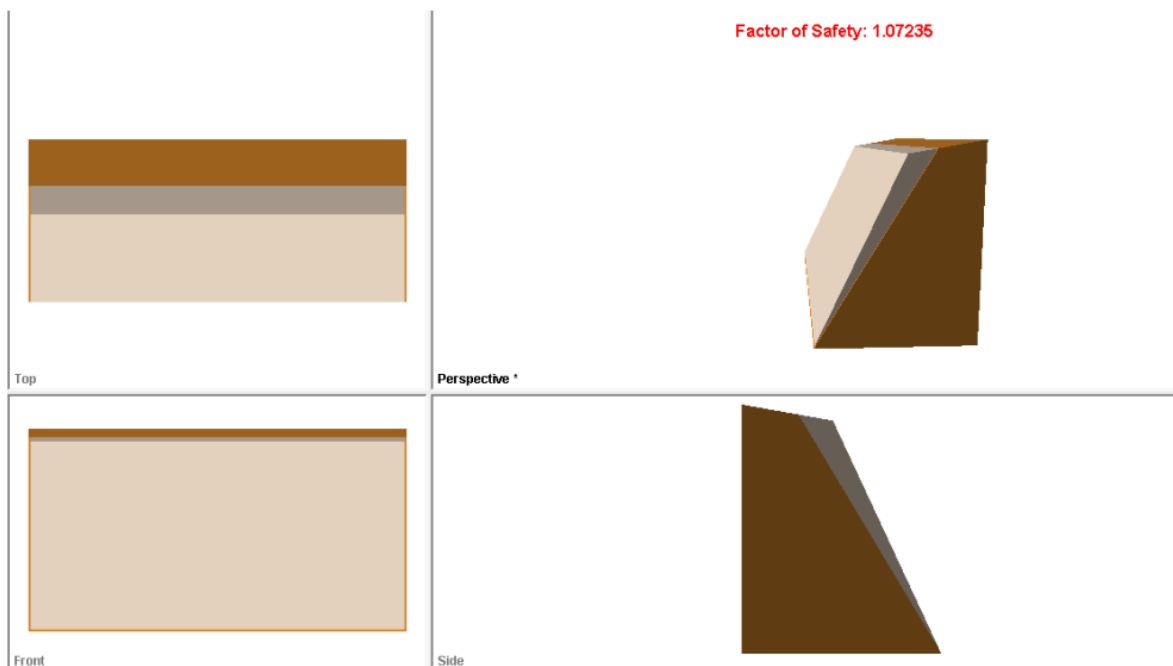 Factor of Safety: 1.07235
Top
Perspective *
Front
Side